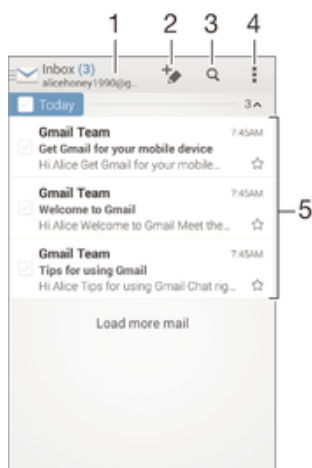 1 2 3 4
Inbox (3)
alicehoney1990@g...
Today 3
Gmail Team 7:45AM
Get Gmail for your mobile device
Hi Alice Get Gmail for your mobile...
Gmail Team 7:45AM
Welcome to Gmail
Hi Alice Welcome to Gmail Meet the...
5
Gmail Team 7:45AM
Tips for using Gmail
Hi Alice Tips for using Gmail Chat rig...
Load more mail